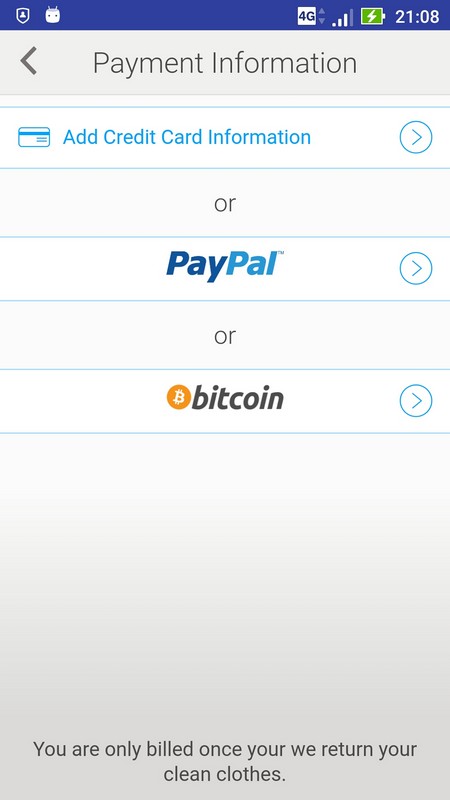 4G 21:08
Payment Information
Add Credit Card Information
or
PayPal™
or
bitcoin
You are only billed once your we return your
clean clothes.